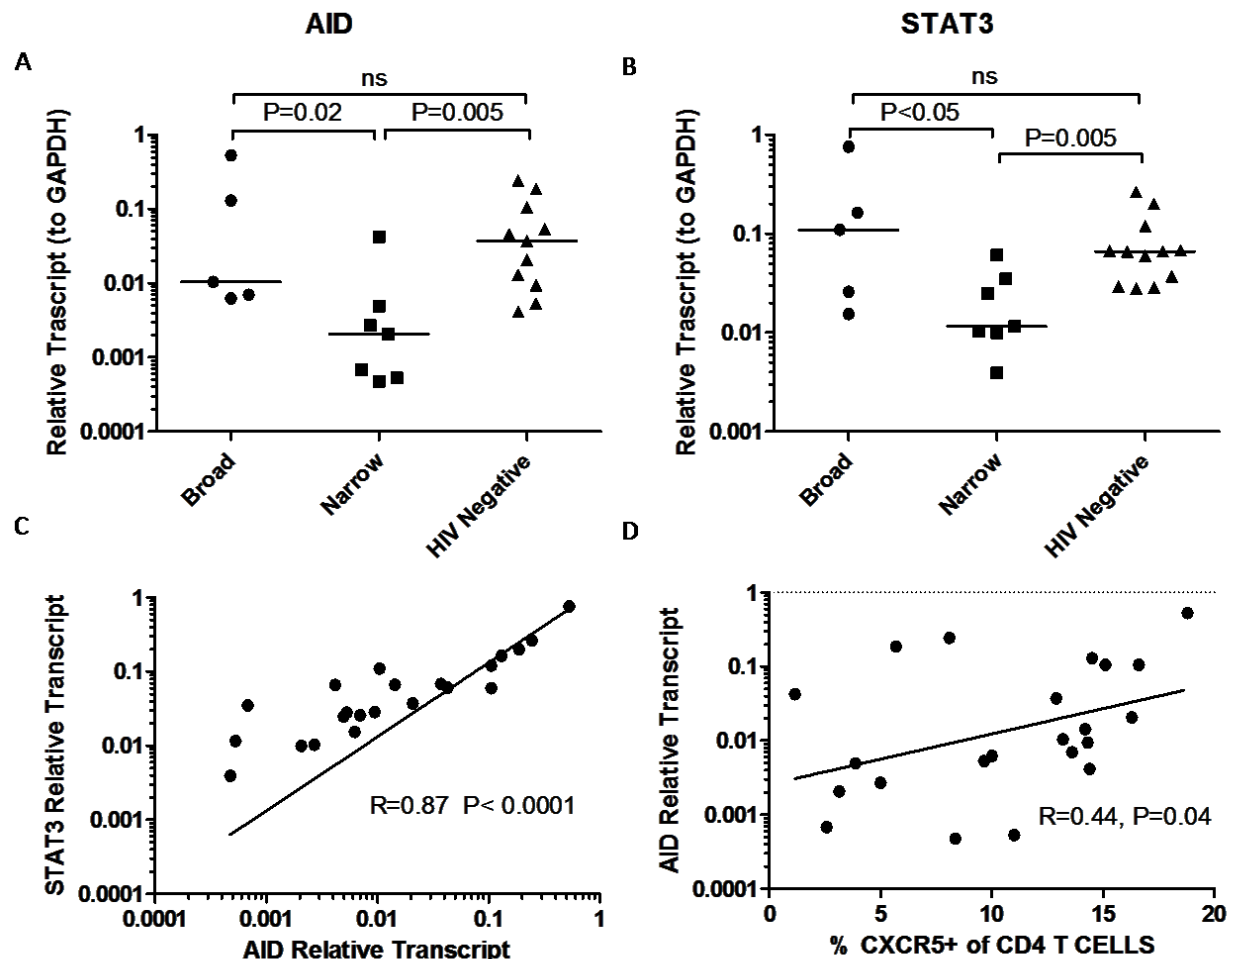 AID
STAT3
A
ns
P=0.02
P=0.005
Relative Trascript (to GAPDH)
1
0.1
0.01
0.001
0.0001
Broad
Narrow
HIV Negative
B
ns
P<0.05
P=0.005
Relative Trascript (to GAPDH)
1
0.1
0.01
0.001
Broad
Narrow
HIV Negative
C
STAT3 Relative Transcript
1
0.1
0.01
0.001
0.0001
R=0.87 P< 0.0001
0.0001
0.001
0.01
0.1
1
AID Relative Transcript
D
AID Relative Transcript
1
0.1
0.01
0.001
0.0001
R=0.44, P=0.04
0
5
10
15
20
% CXCR5+ of CD4 T CELLS